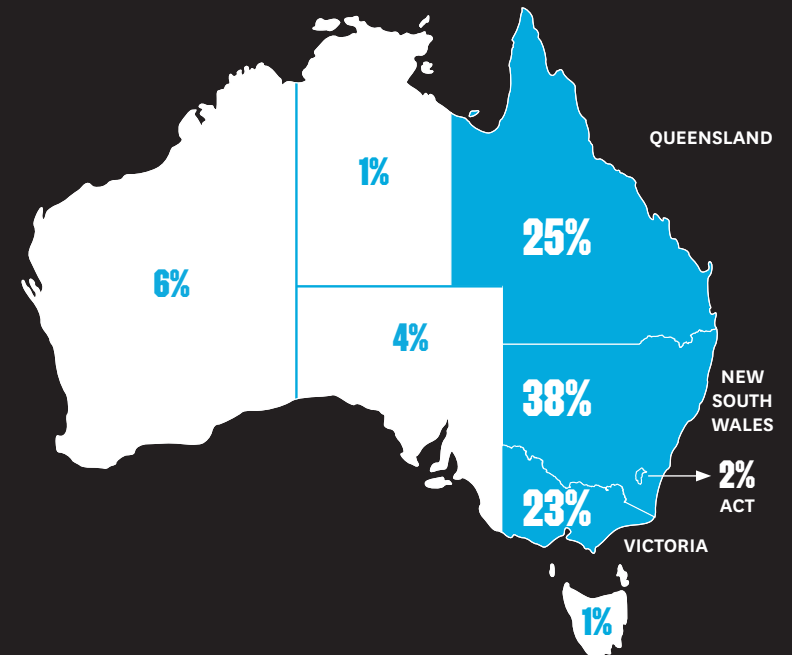 QUEENSLAND
1%
25%
6%
4%
38%
NEW
SOUTH
WALES
2%
ACT
23%
VICTORIA
1%